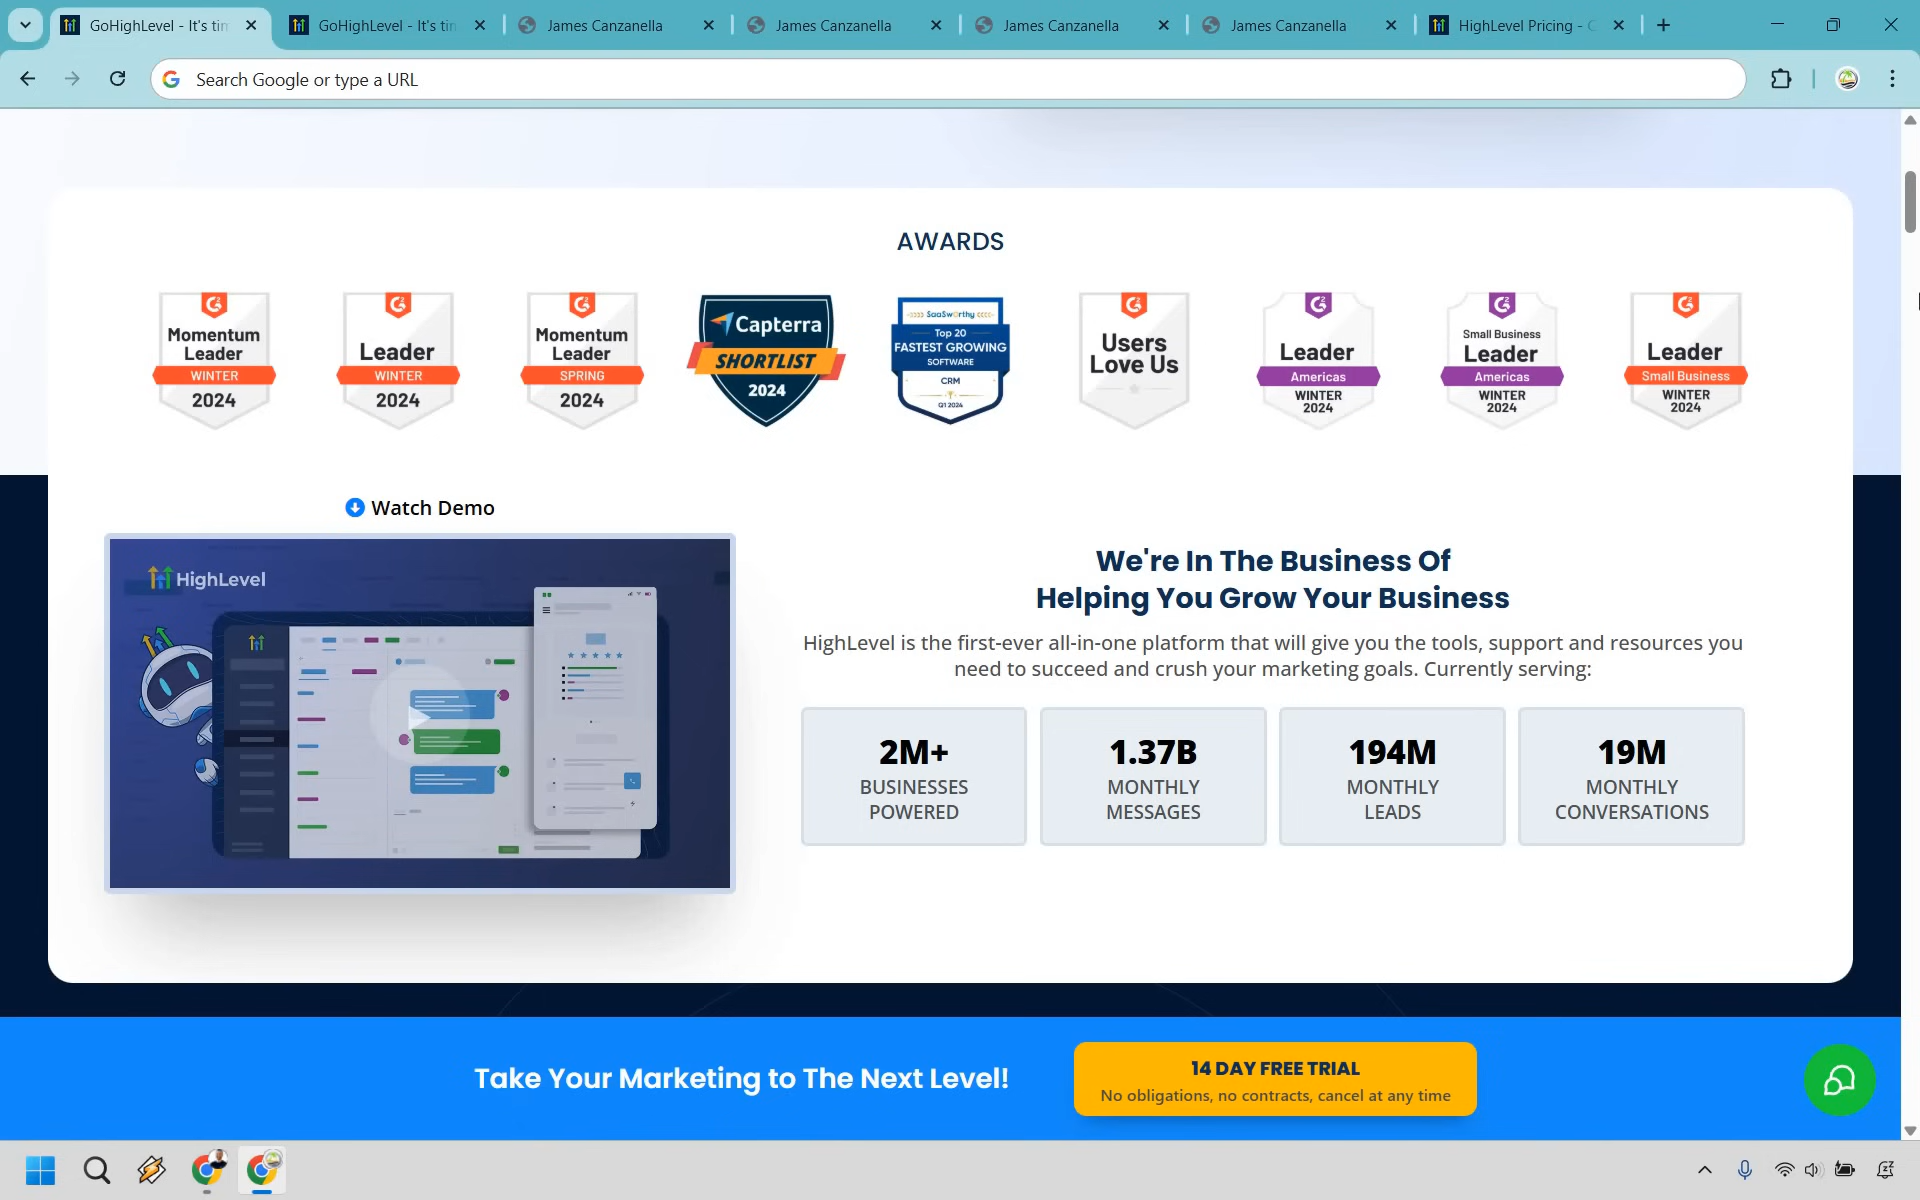 GoHighLevel - It's tim
GoHighLevel - It's tim
James Canzanella
James Canzanella
James Canzanella
James Canzanella
HighLevel Pricing - C
Search Google or type a URL
AWARDS
Momentum
Leader
WINTER
2024
Leader
WINTER
2024
Momentum
Leader
SPRING
2024
Capterra
SHORTLIST
2024
SaaSworthy
Top 20
FASTEST GROWING
SOFTWARE
CRM
Q1 2024
Users
Love Us
Leader
Americas
WINTER
2024
Small Business
Leader
Americas
WINTER
2024
Leader
Small Business
WINTER
2024
Watch Demo
HighLevel
We're In The Business Of
Helping You Grow Your Business
HighLevel is the first-ever all-in-one platform that will give you the tools, support and resources you
need to succeed and crush your marketing goals. Currently serving:
2M+
BUSINESSES
POWERED
1.37B
MONTHLY
MESSAGES
194M
MONTHLY
LEADS
19M
MONTHLY
CONVERSATIONS
Take Your Marketing to The Next Level!
14 DAY FREE TRIAL
No obligations, no contracts, cancel at any time